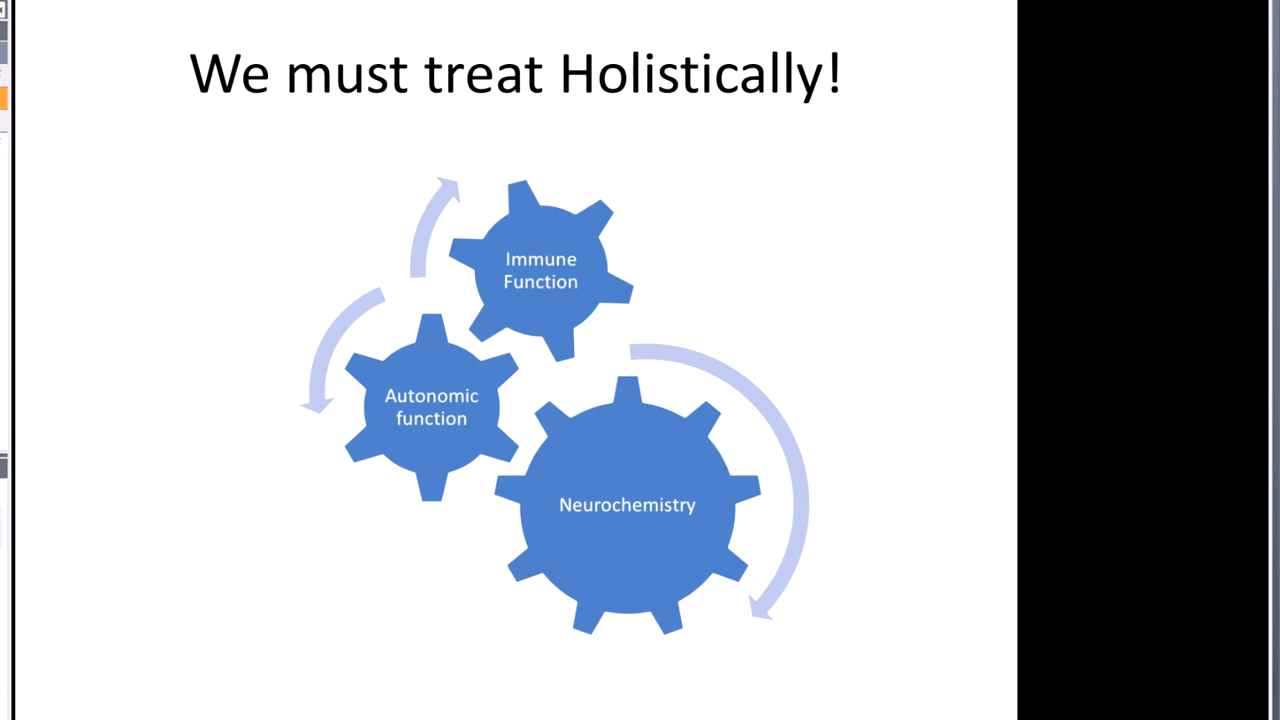 We must treat Holistically!
Immune
Function
Autonomic
function
Neurochemistry